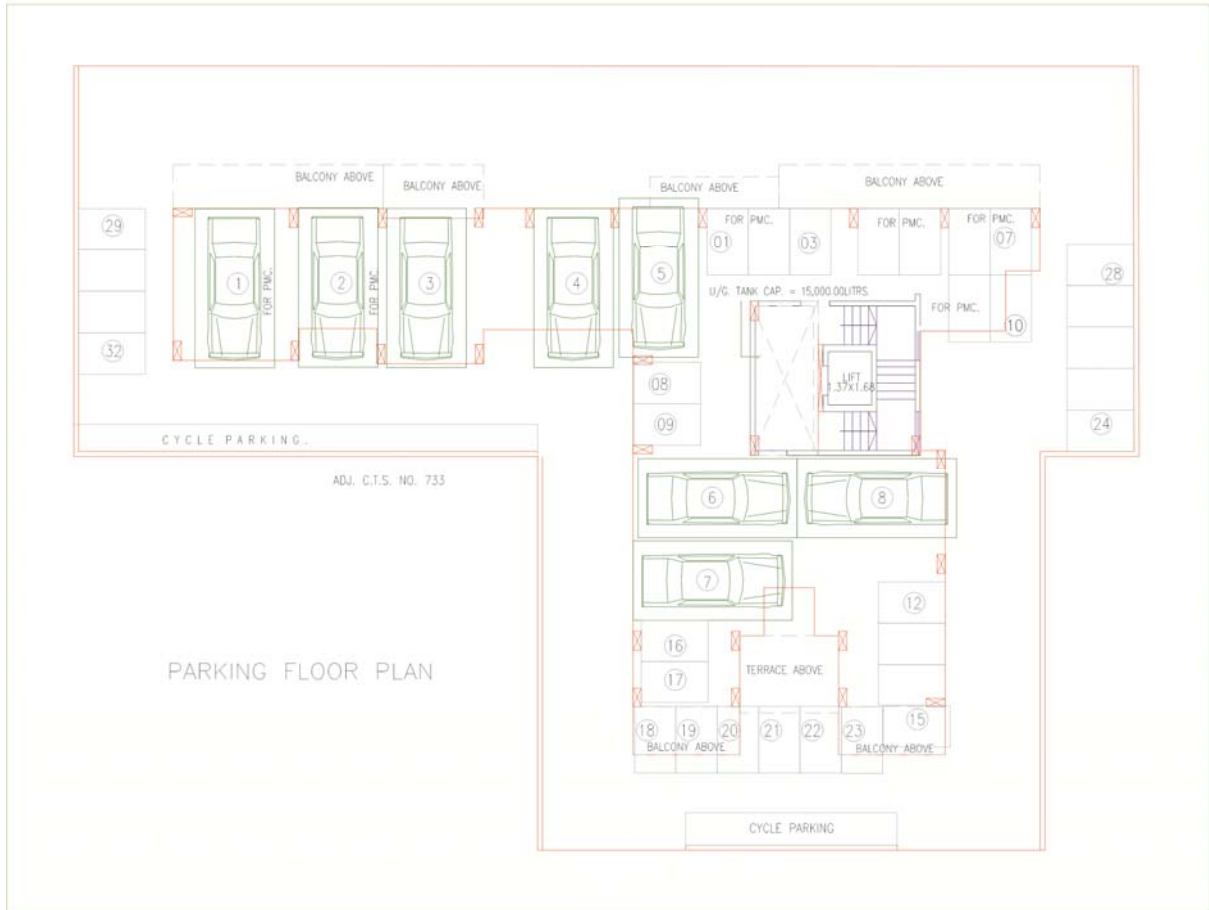 BALCONY ABOVE
BALCONY ABOVE
BALCONY ABOVE
BALCONY ABOVE
29
32
1
FOR PMC.
2
FOR PMC.
3
4
5
FOR PMC.
01
03
FOR PMC.
FOR PMC.
07
28
U/G. TANK CAP. = 15,000.00LITRS.
FOR PMC.
10
LIFT
1.37X1.68
08
09
24
CYCLE PARKING.
ADJ. C.T.S. NO. 733
6
8
7
12
16
17
TERRACE ABOVE
PARKING FLOOR PLAN
18
19
20
21
22
23
15
BALCONY ABOVE
BALCONY ABOVE
CYCLE PARKING